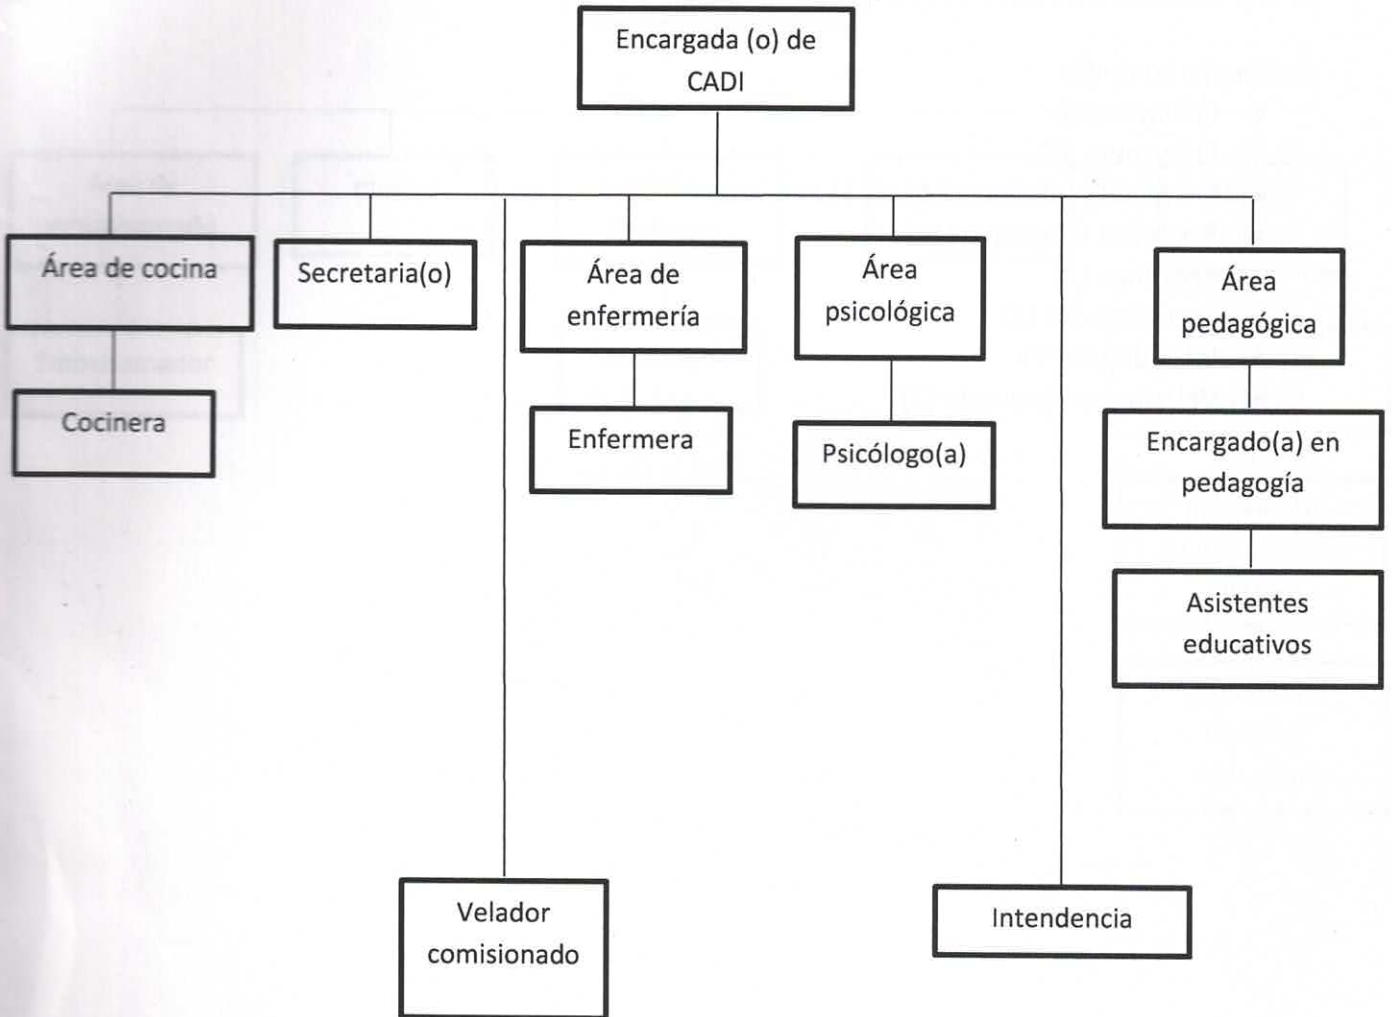 Encargada (o) de
CADI
Área de cocina
Secretaria(o)
Área de
enfermería
Área
psicológica
Área
pedagógica
Cocinera
Enfermera
Psicólogo(a)
Encargado(a) en
pedagogía
Asistentes
educativos
Velador
comisionado
Intendencia